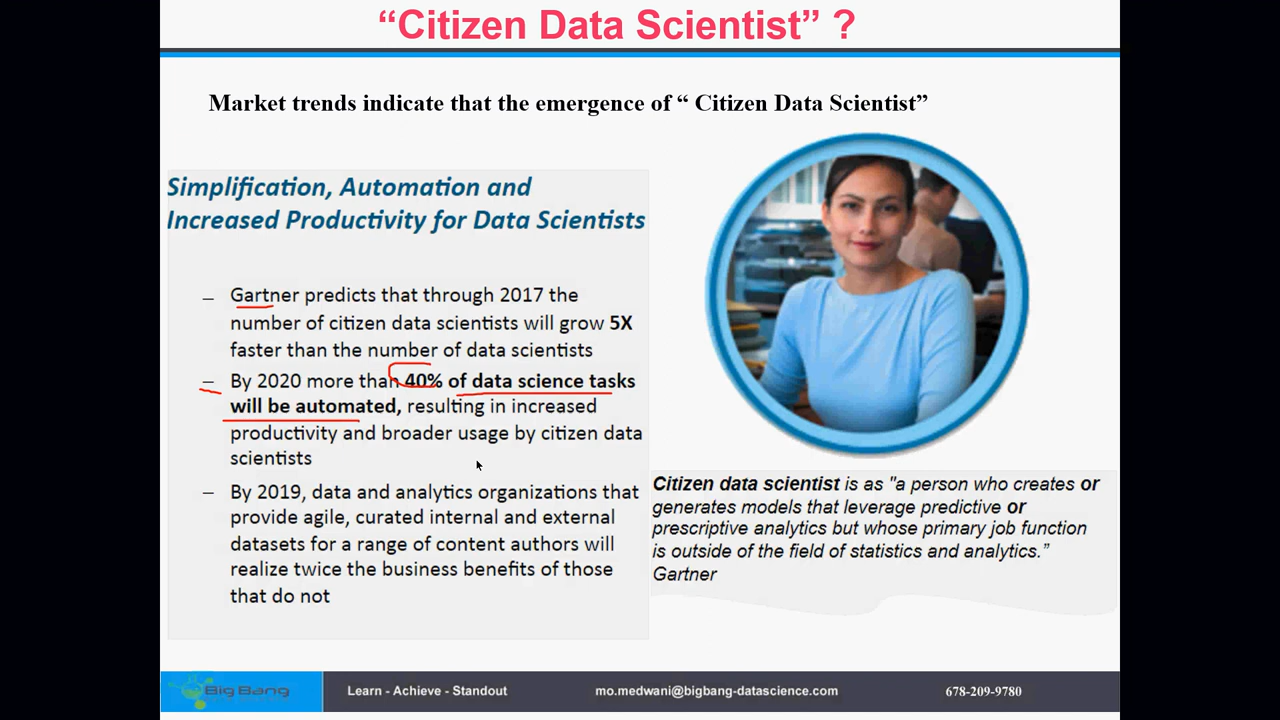 “Citizen Data Scientist” ?
Market trends indicate that the emergence of “ Citizen Data Scientist”
Simplification, Automation and
Increased Productivity for Data Scientists
– Gartner predicts that through 2017 the
number of citizen data scientists will grow 5X
faster than the number of data scientists
– By 2020 more than 40% of data science tasks
will be automated, resulting in increased
productivity and broader usage by citizen data
scientists
– By 2019, data and analytics organizations that
provide agile, curated internal and external
datasets for a range of content authors will
realize twice the business benefits of those
that do not
Citizen data scientist is as "a person who creates or
generates models that leverage predictive or
prescriptive analytics but whose primary job function
is outside of the field of statistics and analytics.”
Gartner
Big Bang
Learn - Achieve - Standout
mo.medwani@bigbang-datascience.com
678-209-9780